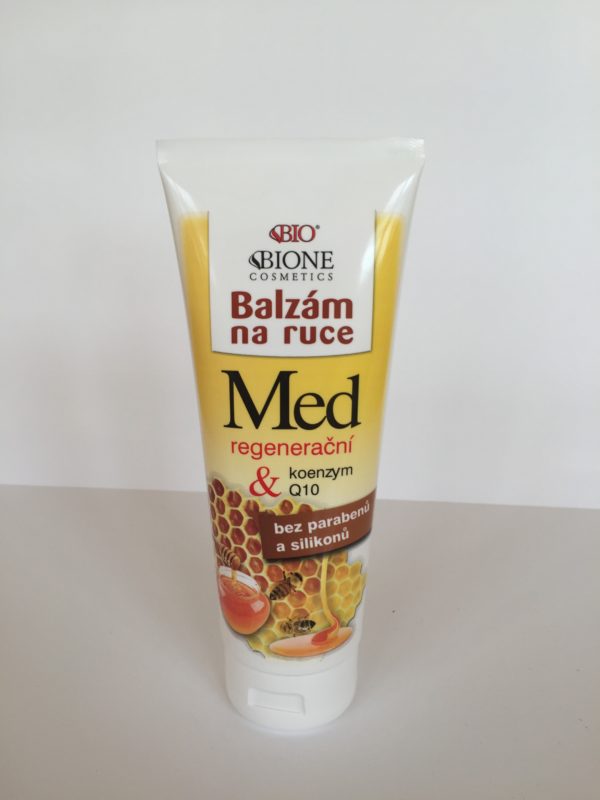 BIO®
BIONE
COSMETICS
Balzám
na ruce
Med
regenerační
& koenzym
Q10
bez parabenů
a silikonů